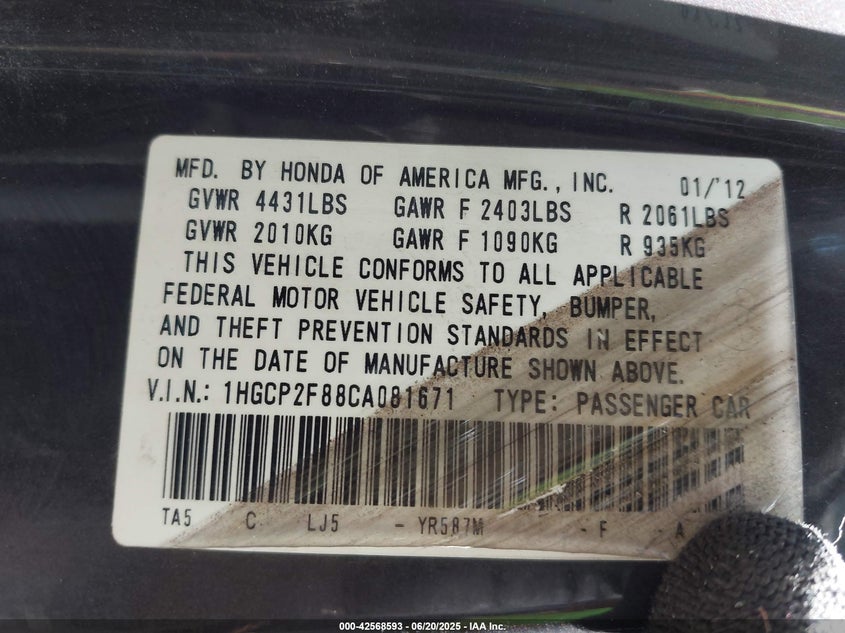 MFD. BY HONDA OF AMERICA MFG., INC. 01/'12
GVWR 4431LBS GAWR F 2403LBS R 2061LBS
GVWR 2010KG GAWR F 1090KG R 935KG
THIS VEHICLE CONFORMS TO ALL APPLICABLE
FEDERAL MOTOR VEHICLE SAFETY, BUMPER,
AND THEFT PREVENTION STANDARDS IN EFFECT
ON THE DATE OF MANUFACTURE SHOWN ABOVE.
V.I.N.: 1HGCP2F88CA081671 TYPE: PASSENGER CAR
TA5 C LJ5 - YR587M - F - A
000-42568593 - 06/20/2025 - IAA Inc.